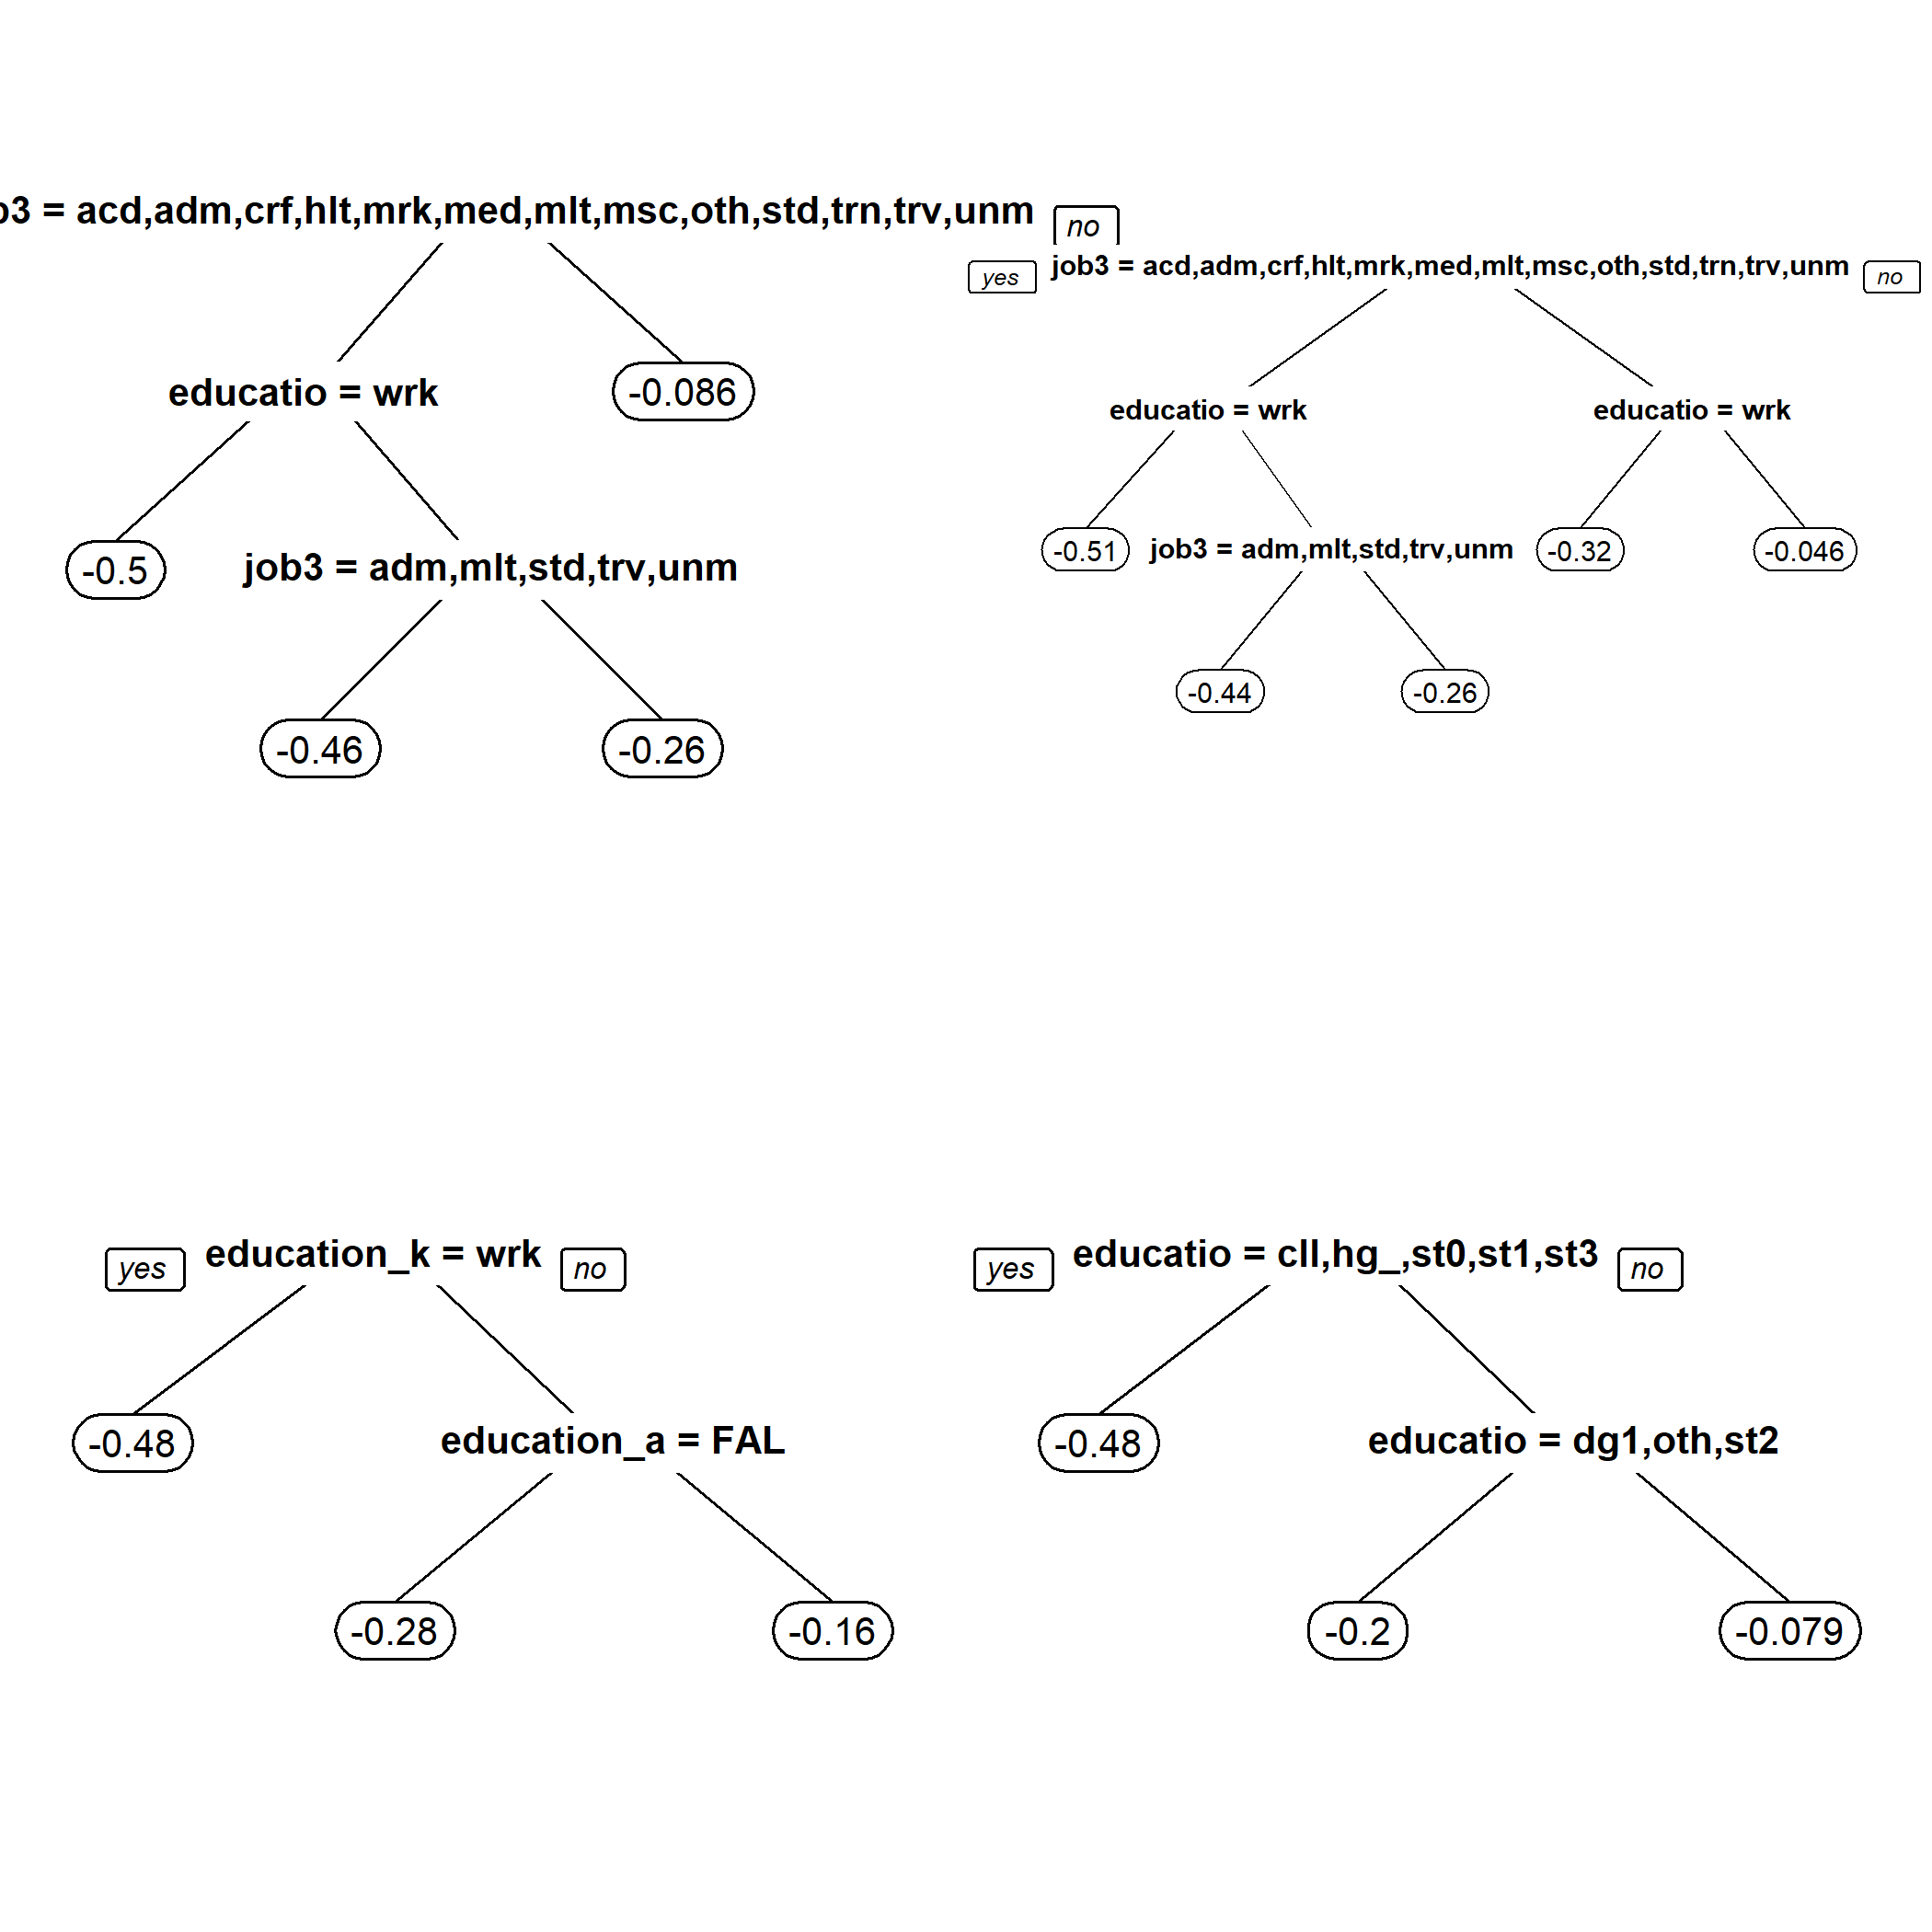 b3 = acd,adm,crf,hlt,mrk,med,mlt,msc,oth,std,trn,trv,unm no
educatio = wrk -0.086
-0.5 job3 = adm,mlt,std,trv,unm
-0.46 -0.26
yes job3 = acd,adm,crf,hlt,mrk,med,mlt,msc,oth,std,trn,trv,unm no
educatio = wrk educatio = wrk
-0.51 job3 = adm,mlt,std,trv,unm -0.32 -0.046
-0.44 -0.26
yes education_k = wrk no
-0.48 education_a = FAL
-0.28 -0.16
yes educatio = cll,hg_,st0,st1,st3 no
-0.48 educatio = dg1,oth,st2
-0.2 -0.079